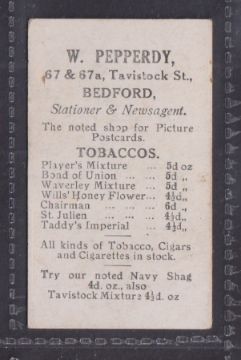 W. PEPPERDY,
67 & 67a, Tavistock St.,
BEDFORD,
Stationer & Newsagent.
The noted shop for Picture
Postcards.
TOBACCOS.
Player's Mixture ... 5d oz
Bond of Union ... ... 5d „
Waverley Mixture ... 5d „
Wills' Honey Flower... 4½d„
Chairman ... ... ... 6d „
St. Julien ... ... 4½d„
Taddy's Imperial ... 4½d„
All kinds of Tobacco, Cigars
and Cigarettes in stock.
Try our noted Navy Shag
4d. oz., also
Tavistock Mixture 4½d. oz